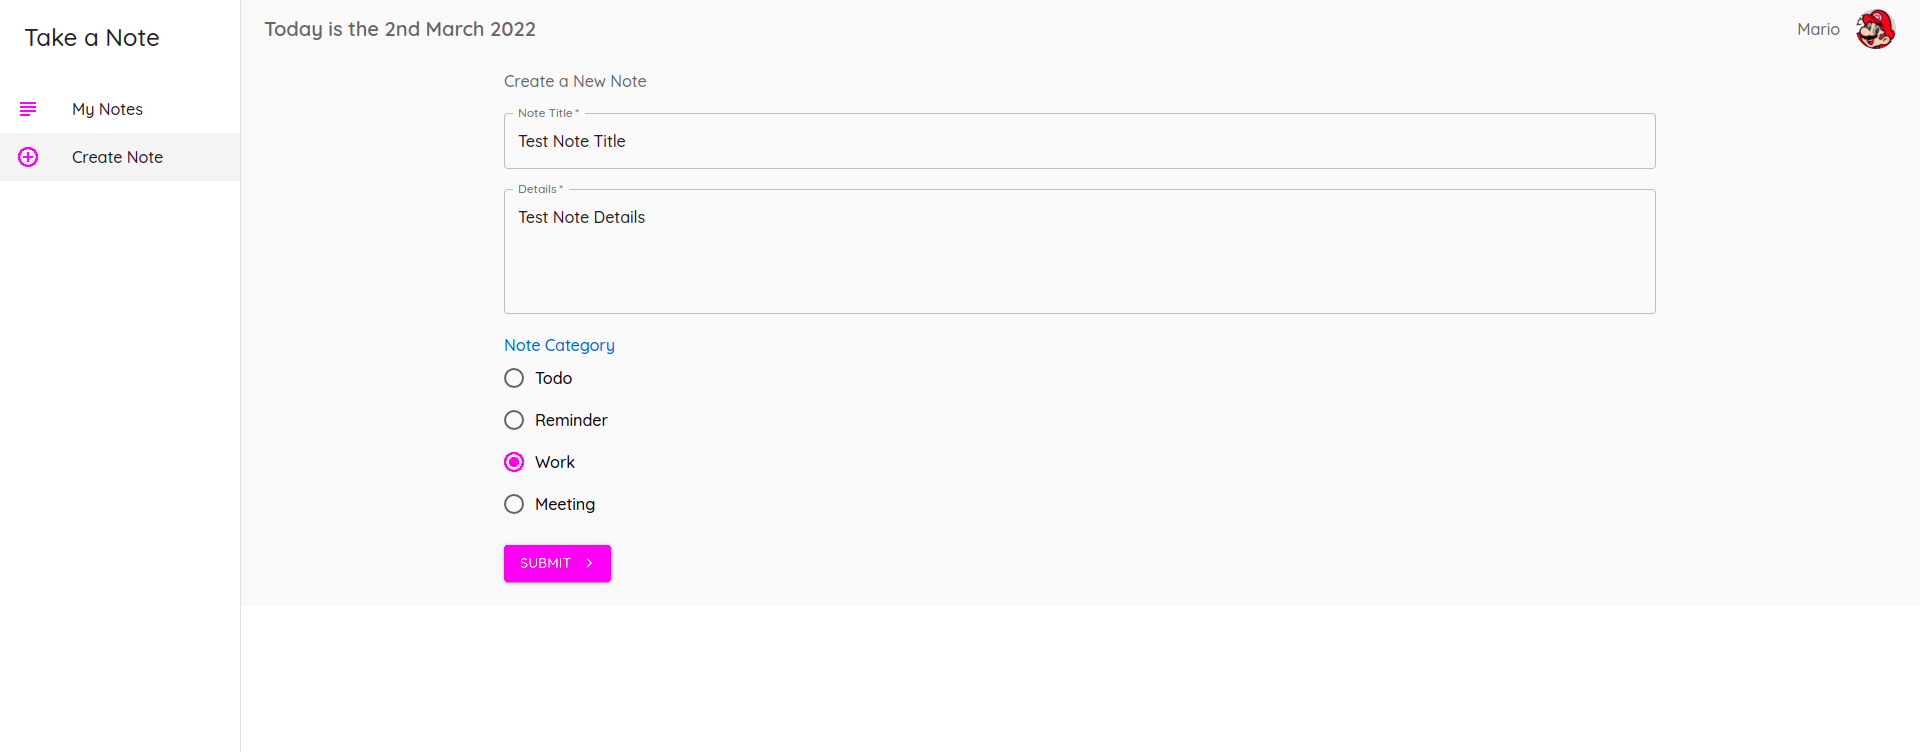 Take a Note
My Notes
Create Note
Today is the 2nd March 2022
Mario
Create a New Note
Note Title *
Test Note Title
Details *
Test Note Details
Note Category
Todo
Reminder
Work
Meeting
SUBMIT